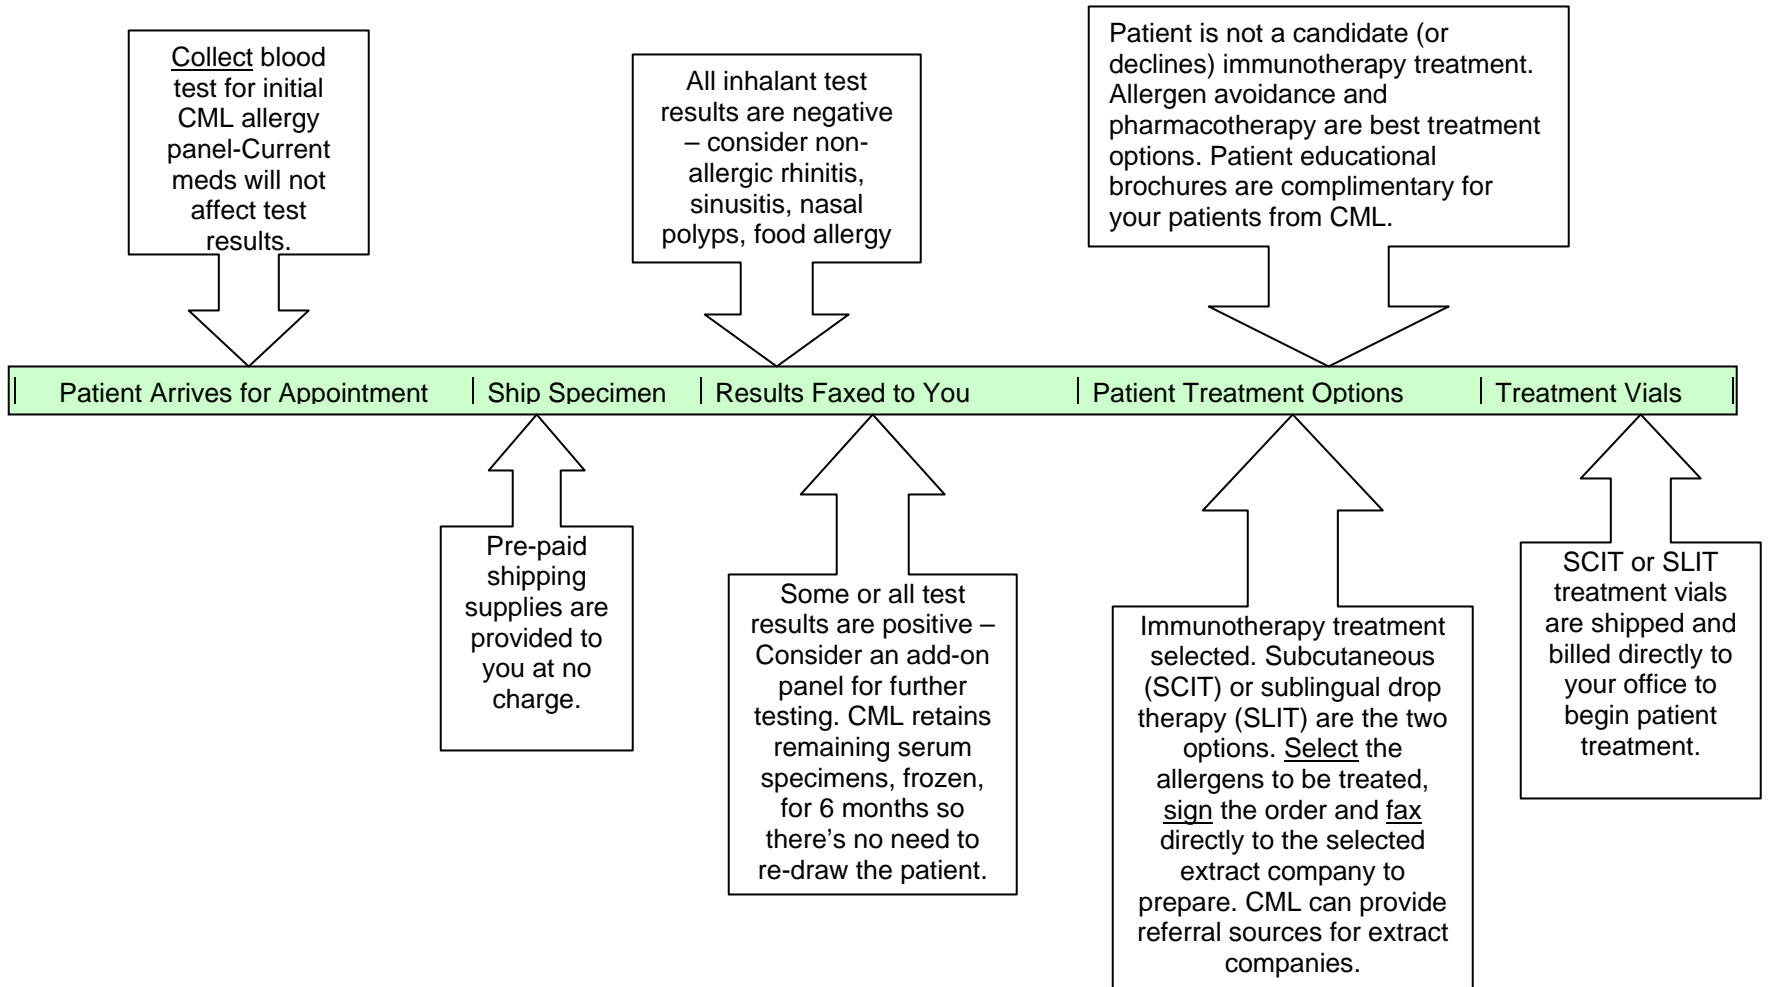 Collect blood
test for initial
CML allergy
panel-Current
meds will not
affect test
results.
All inhalant test
results are negative
– consider non-
allergic rhinitis,
sinusitis, nasal
polyps, food allergy
Patient is not a candidate (or
declines) immunotherapy treatment.
Allergen avoidance and
pharmacotherapy are best treatment
options. Patient educational
brochures are complimentary for
your patients from CML.
Patient Arrives for Appointment
Ship Specimen
Results Faxed to You
Patient Treatment Options
Treatment Vials
Pre-paid
shipping
supplies are
provided to
you at no
charge.
Some or all test
results are positive –
Consider an add-on
panel for further
testing. CML retains
remaining serum
specimens, frozen,
for 6 months so
there’s no need to
re-draw the patient.
Immunotherapy treatment
selected. Subcutaneous
(SCIT) or sublingual drop
therapy (SLIT) are the two
options. Select the
allergens to be treated,
sign the order and fax
directly to the selected
extract company to
prepare. CML can provide
referral sources for extract
companies.
SCIT or SLIT
treatment vials
are shipped and
billed directly to
your office to
begin patient
treatment.